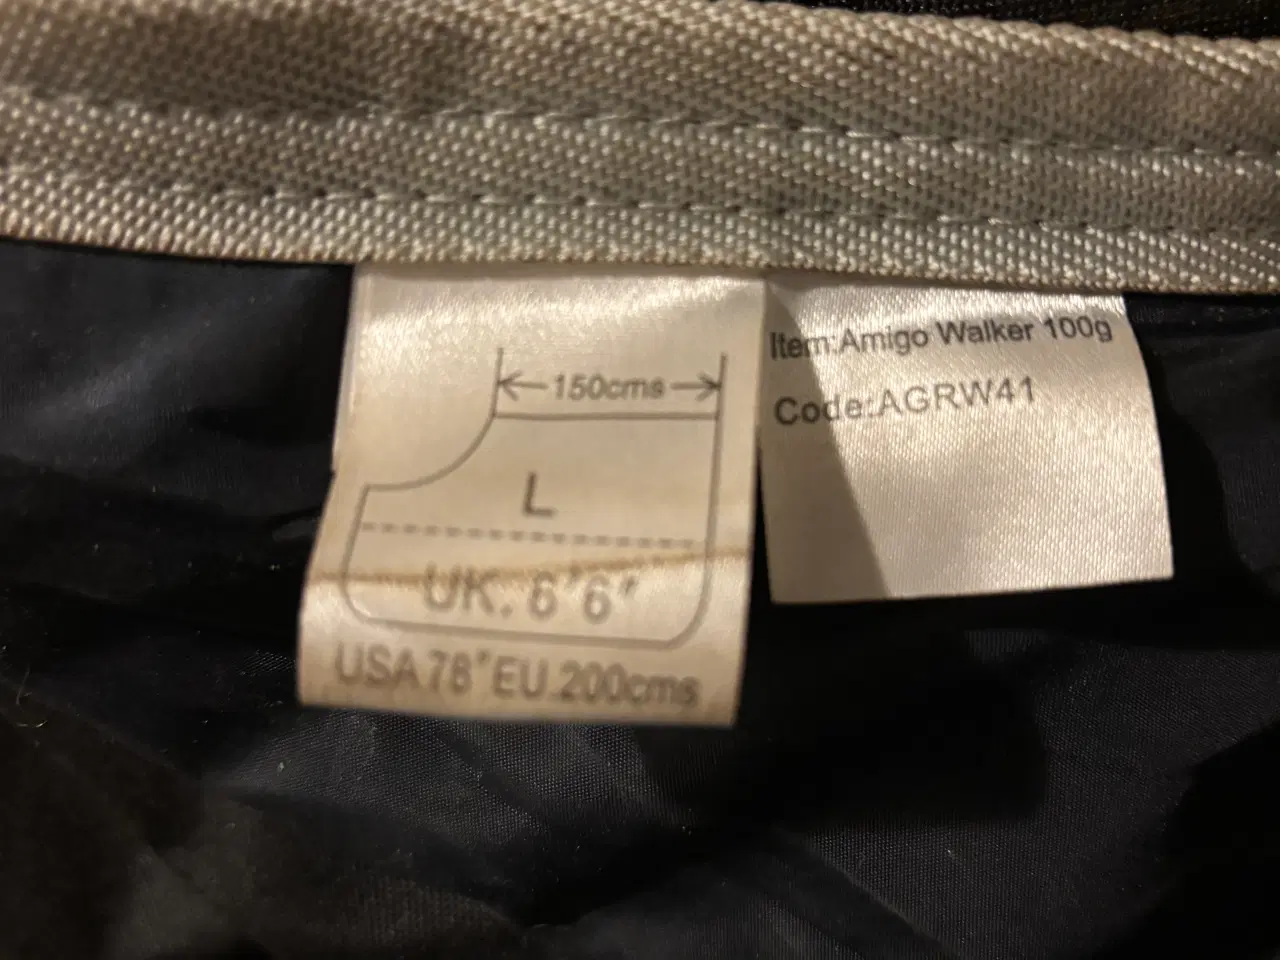 150cms
L
UK. 6'6"
USA 78" EU.200cms
Item:Amigo Walker 100g
Code:AGRW41